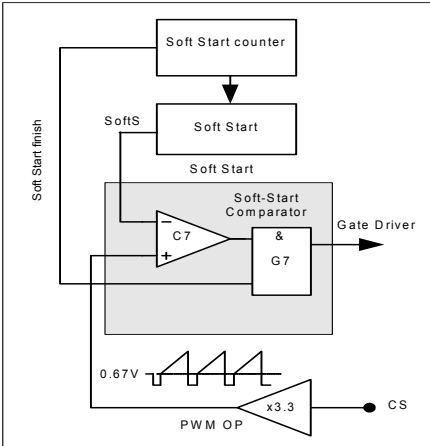 Soft Start counter
SoftS
Soft Start
Soft Start finish
Soft Start
Soft-Start
Comparator
C7
−
+
&
G7
Gate Driver
0.67V
x3.3
CS
PWM OP